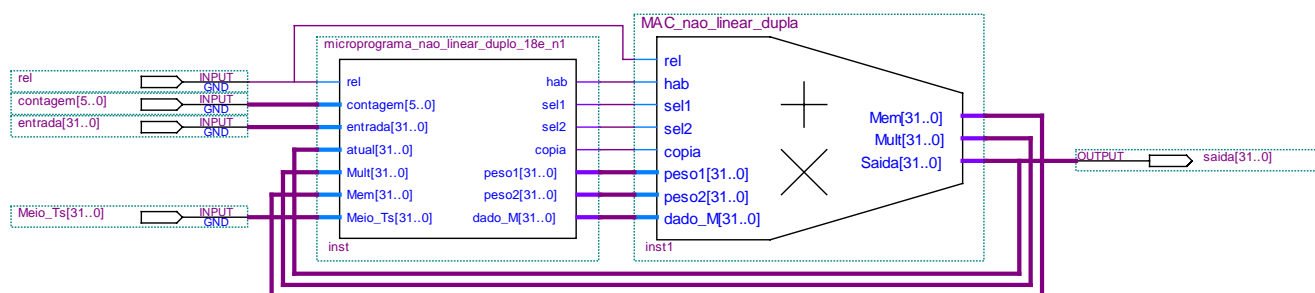 MAC_nao_linear_dupla
microprograma_nao_linear_duplo_18e_n1
rel
INPUT
GND
contagem[5..0]
INPUT
GND
entrada[31..0]
INPUT
GND
Meio_Ts[31..0]
INPUT
GND
rel
contagem[5..0]
entrada[31..0]
atual[31..0]
Mult[31..0]
Mem[31..0]
Meio_Ts[31..0]
hab
sel1
sel2
copia
peso1[31..0]
peso2[31..0]
dado_M[31..0]
inst
rel
hab
sel1
sel2
copia
peso1[31..0]
peso2[31..0]
dado_M[31..0]
Mem[31..0]
Mult[31..0]
Saida[31..0]
inst1
OUTPUT
saida[31..0]